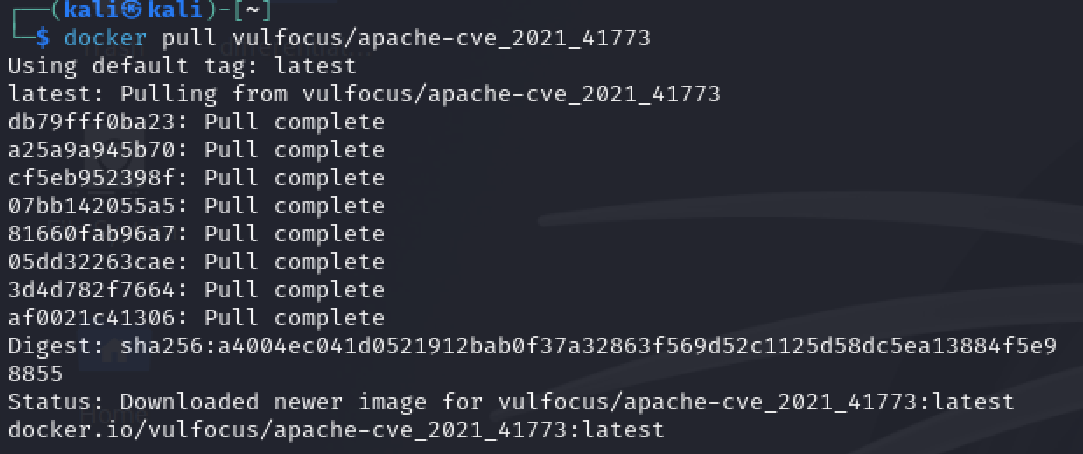 ┌──(kali㉿kali)-[~]
└─$ docker pull vulfocus/apache-cve_2021_41773
Using default tag: latest
latest: Pulling from vulfocus/apache-cve_2021_41773
db79fff0ba23: Pull complete
a25a9a945b70: Pull complete
cf5eb952398f: Pull complete
07bb142055a5: Pull complete
81660fab96a7: Pull complete
05dd32263cae: Pull complete
3d4d782f7664: Pull complete
af0021c41306: Pull complete
Digest: sha256:a4004ec041d0521912bab0f37a32863f569d52c1125d58dc5ea13884f5e9
8855
Status: Downloaded newer image for vulfocus/apache-cve_2021_41773:latest
docker.io/vulfocus/apache-cve_2021_41773:latest